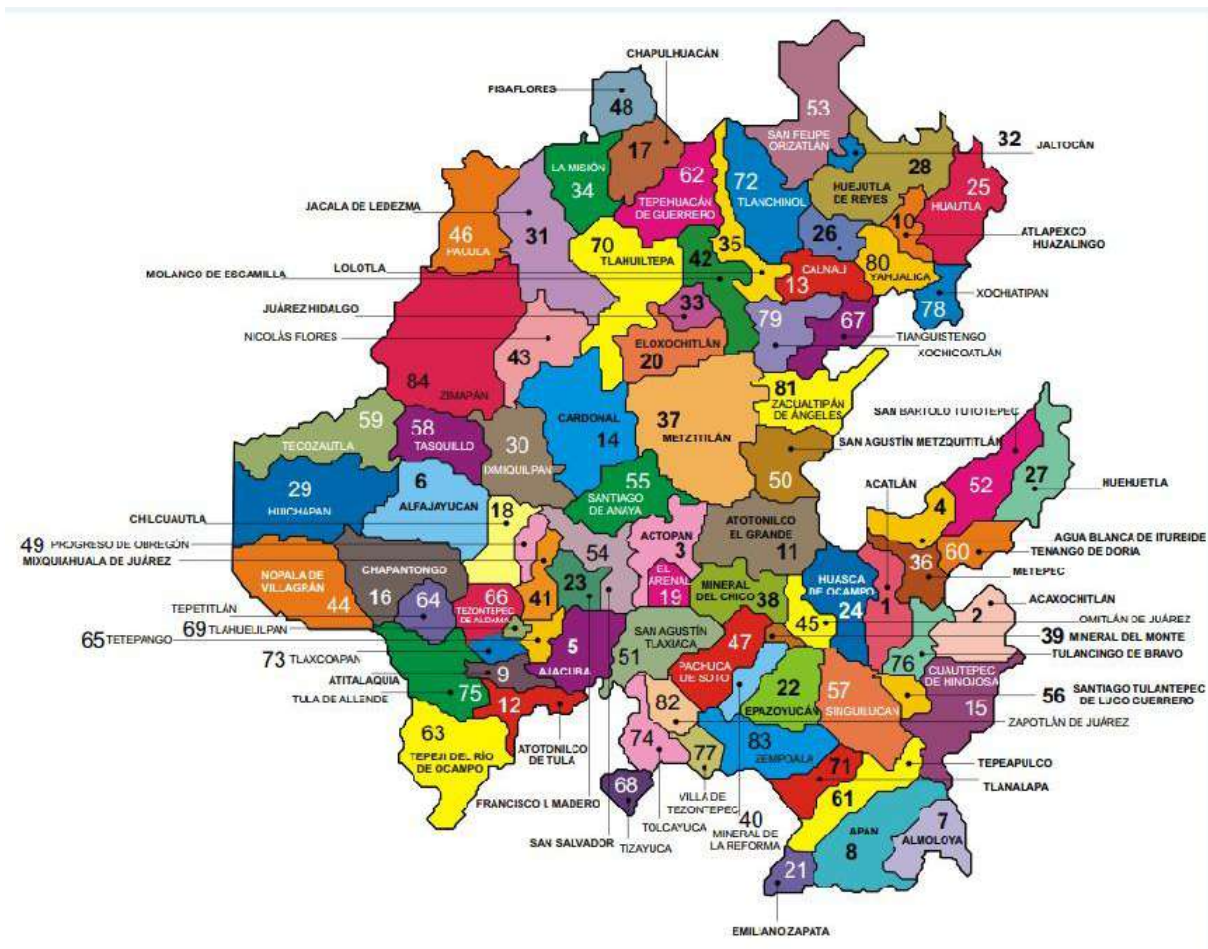 CHAPULHUACÁN
PISAFLORES
48
53
SAN FELIPE
ORIZATLÁN
32 JALTOCÁN
17
LA MISIÓN
34
62
TEPEHUACÁN
DE GUERRERO
72
TLANCHINOL
28
HUEJUTLA
DE REYES
25
HUAUTLA
JACALA DE LEDEZMA
31
46
PACULA
70
TLAHUILTEPA
35
26
10
ATLAPEXCO
HUAZALINGO
MOLANGO DE ESCAMILLA
LOLOTLA
42
CALNALI
13
80
YAHUALICA
XOCHIATIPAN
78
JUÁREZ HIDALGO
33
NICOLÁS FLORES
43
ELOXOCHITLÁN
20
79
67
TIANGUISTENGO
XOCHICOATLÁN
84
ZIMAPÁN
81
ZACUALTIPÁN
DE ÁNGELES
59
TECOZAUTLA
58
TASQUILLO
CARDONAL
14
37
METZTITLÁN
SAN BARTOLO TUTOTEPEC
30
IXMIQUILPAN
SAN AGUSTÍN METZQUITITLÁN
50
29
HUICHAPAN
6
ALFAJAYUCAN
55
SANTIAGO
DE ANAYA
ACATLÁN
52
27
HUEHUETLA
CHILCUAUTLA
18
4
ACTOPAN
3
ATOTONILCO
EL GRANDE
11
49 PROGRESO DE OBREGÓN
MIXQUIAHUALA DE JUÁREZ
AGUA BLANCA DE ITUREIDE
60
TENANGO DE DORIA
METEPEC
36
NOPALA DE
VILLAGRÁN
44
CHAPANTONGO
16
64
54
23
EL
ARENAL
19
MINERAL
DEL CHICO
38
HUASCA
DE OCAMPO
24
1
ACAXOCHITLÁN
2
TEPETITLÁN
66
TEZONTEPEC
DE ALDAMA
41
45
OMITLÁN DE JUÁREZ
39 MINERAL DEL MONTE
TULANCINGO DE BRAVO
69 TLAHUELILPAN
65 TETEPANGO
73 TLAXCOAPAN
5
AJACUBA
SAN AGUSTÍN
TLAXIACA
51
47
PACHUCA
DE SOTO
76
CUAUTEPEC
DE HINOJOSA
15
ATITALAQUIA
9
TULA DE ALLENDE
75
12
22
EPAZOYUCÁN
57
SINGUILUCAN
56 SANTIAGO TULANTEPEC
DE LUGO GUERRERO
ZAPOTLÁN DE JUÁREZ
82
63
TEPEJI DEL RÍO
DE OCAMPO
ATOTONILCO
DE TULA
74
77
83
ZEMPOALA
TEPEAPULCO
TLANALAPA
71
61
68
FRANCISCO I. MADERO
VILLA DE
TEZONTEPEC
TOLCAYUCA
40
MINERAL DE
LA REFORMA
SAN SALVADOR
TIZAYUCA
APAN
8
7
ALMOLOYA
21
EMILIANO ZAPATA